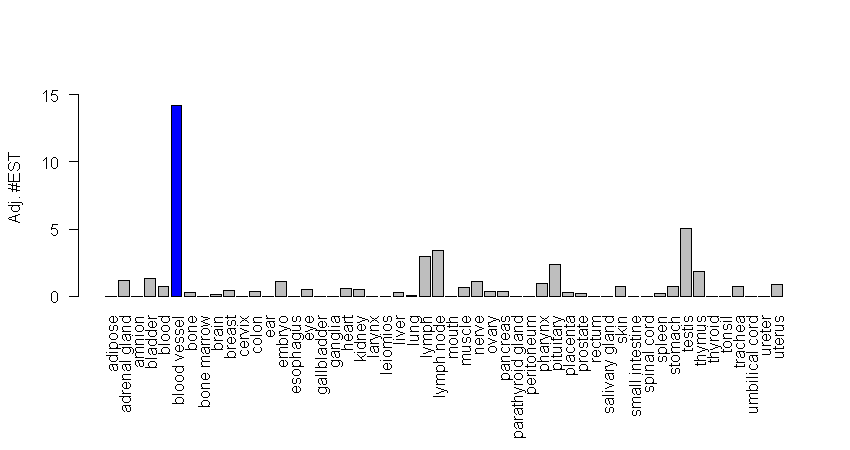 15
10
5
0
Adj. #EST
adipose
adrenal gland
amnion
bladder
blood
blood vessel
bone
bone marrow
brain
breast
cervix
colon
ear
embryo
esophagus
eye
gallbladder
ganglia
heart
kidney
larynx
leiomios
liver
lung
lymph
lymph node
mouth
muscle
nerve
ovary
pancreas
parathyroid gland
peritoneum
pharynx
pituitary
placenta
prostate
rectum
salivary gland
skin
small intestine
spinal cord
spleen
stomach
testis
thymus
thyroid
tonsil
trachea
umbilical cord
ureter
uterus